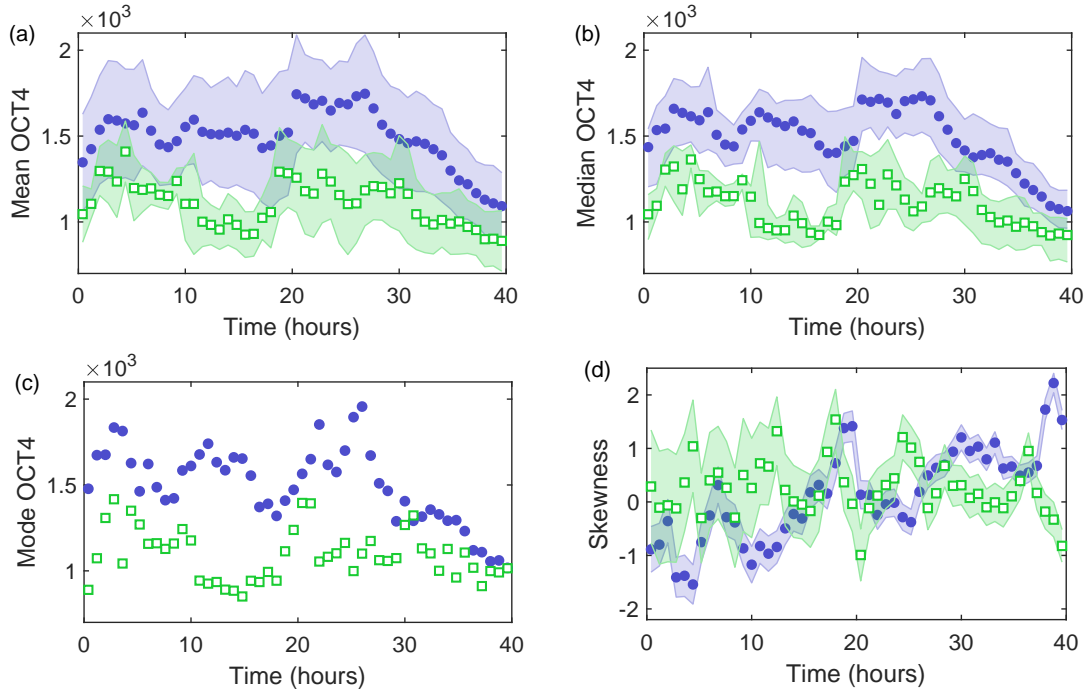 (a)
×10³
2
1.5
1
Mean OCT4
0 10 20 30 40
Time (hours)
(b)
×10³
2
1.5
1
Median OCT4
0 10 20 30 40
Time (hours)
(c)
×10³
2
1.5
1
Mode OCT4
0 10 20 30 40
Time (hours)
(d)
2
1
0
-1
-2
Skewness
0 10 20 30 40
Time (hours)